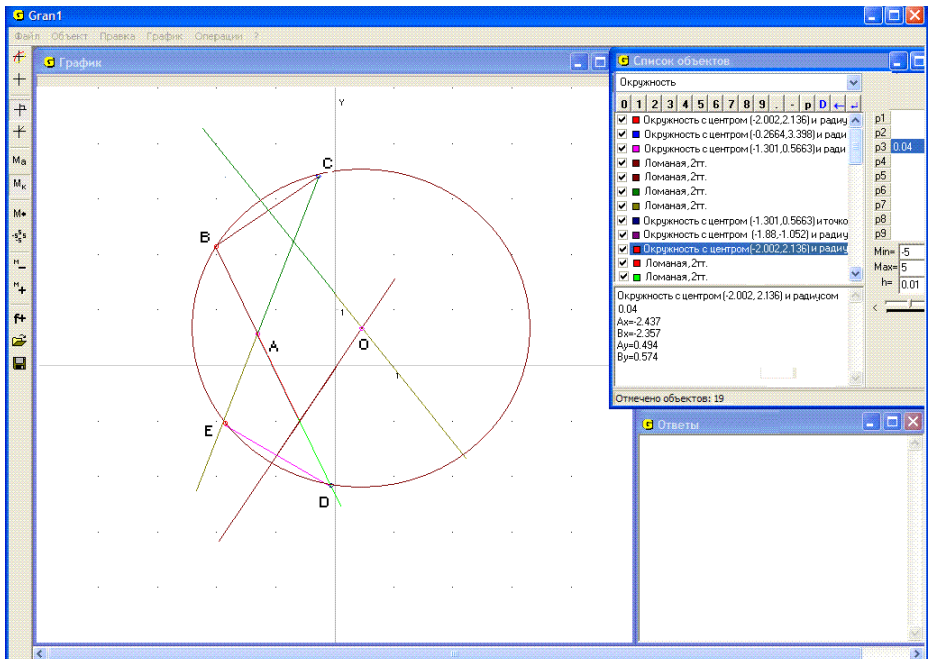 Gran1
Файл Объект Правка График Операции ?
График
Y
C
B
1
A
O
1
E
D
Mа
Mк
M*
f+
Список объектов
Окружность
0 1 2 3 4 5 6 7 8 9 . - p D ← ↵
Окружность с центром (-2.002,2.136) и радиу
Окружность с центром (-0.2664,3.398) и ради
Окружность с центром (-1.301,0.5663) и ради
Ломаная, 2тт.
Ломаная, 2тт.
Ломаная, 2тт.
Ломаная, 2тт.
Окружность с центром (-1.301,0.5663) и точко
Окружность с центром (-1.88,-1.052) и радиу
Окружность с центром(-2.002,2.136) и радиу
Ломаная, 2тт.
Ломаная, 2тт.
p1
p2
p3 0.04
p4
p5
p6
p7
p8
p9
Min= -5
Max= 5
h= 0.01
<
Окружность с центром (-2.002, 2.136) и радиусом
0.04
Ax=-2.437
Bx=-2.357
Ay=0.494
By=0.574
Отмечено объектов: 19
Ответы